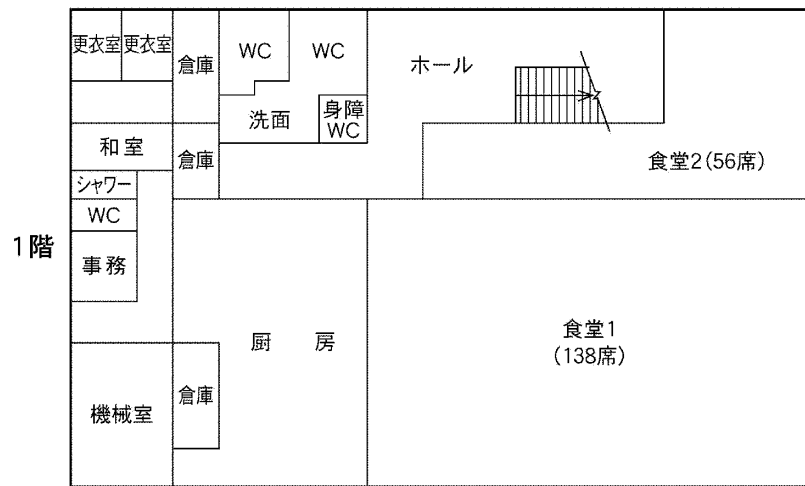 更衣室
更衣室
倉庫
WC
WC
ホール
洗面
身障
WC
和室
倉庫
食堂2(56席)
シャワー
WC
1階
事務
厨房
食堂1
(138席)
機械室
倉庫